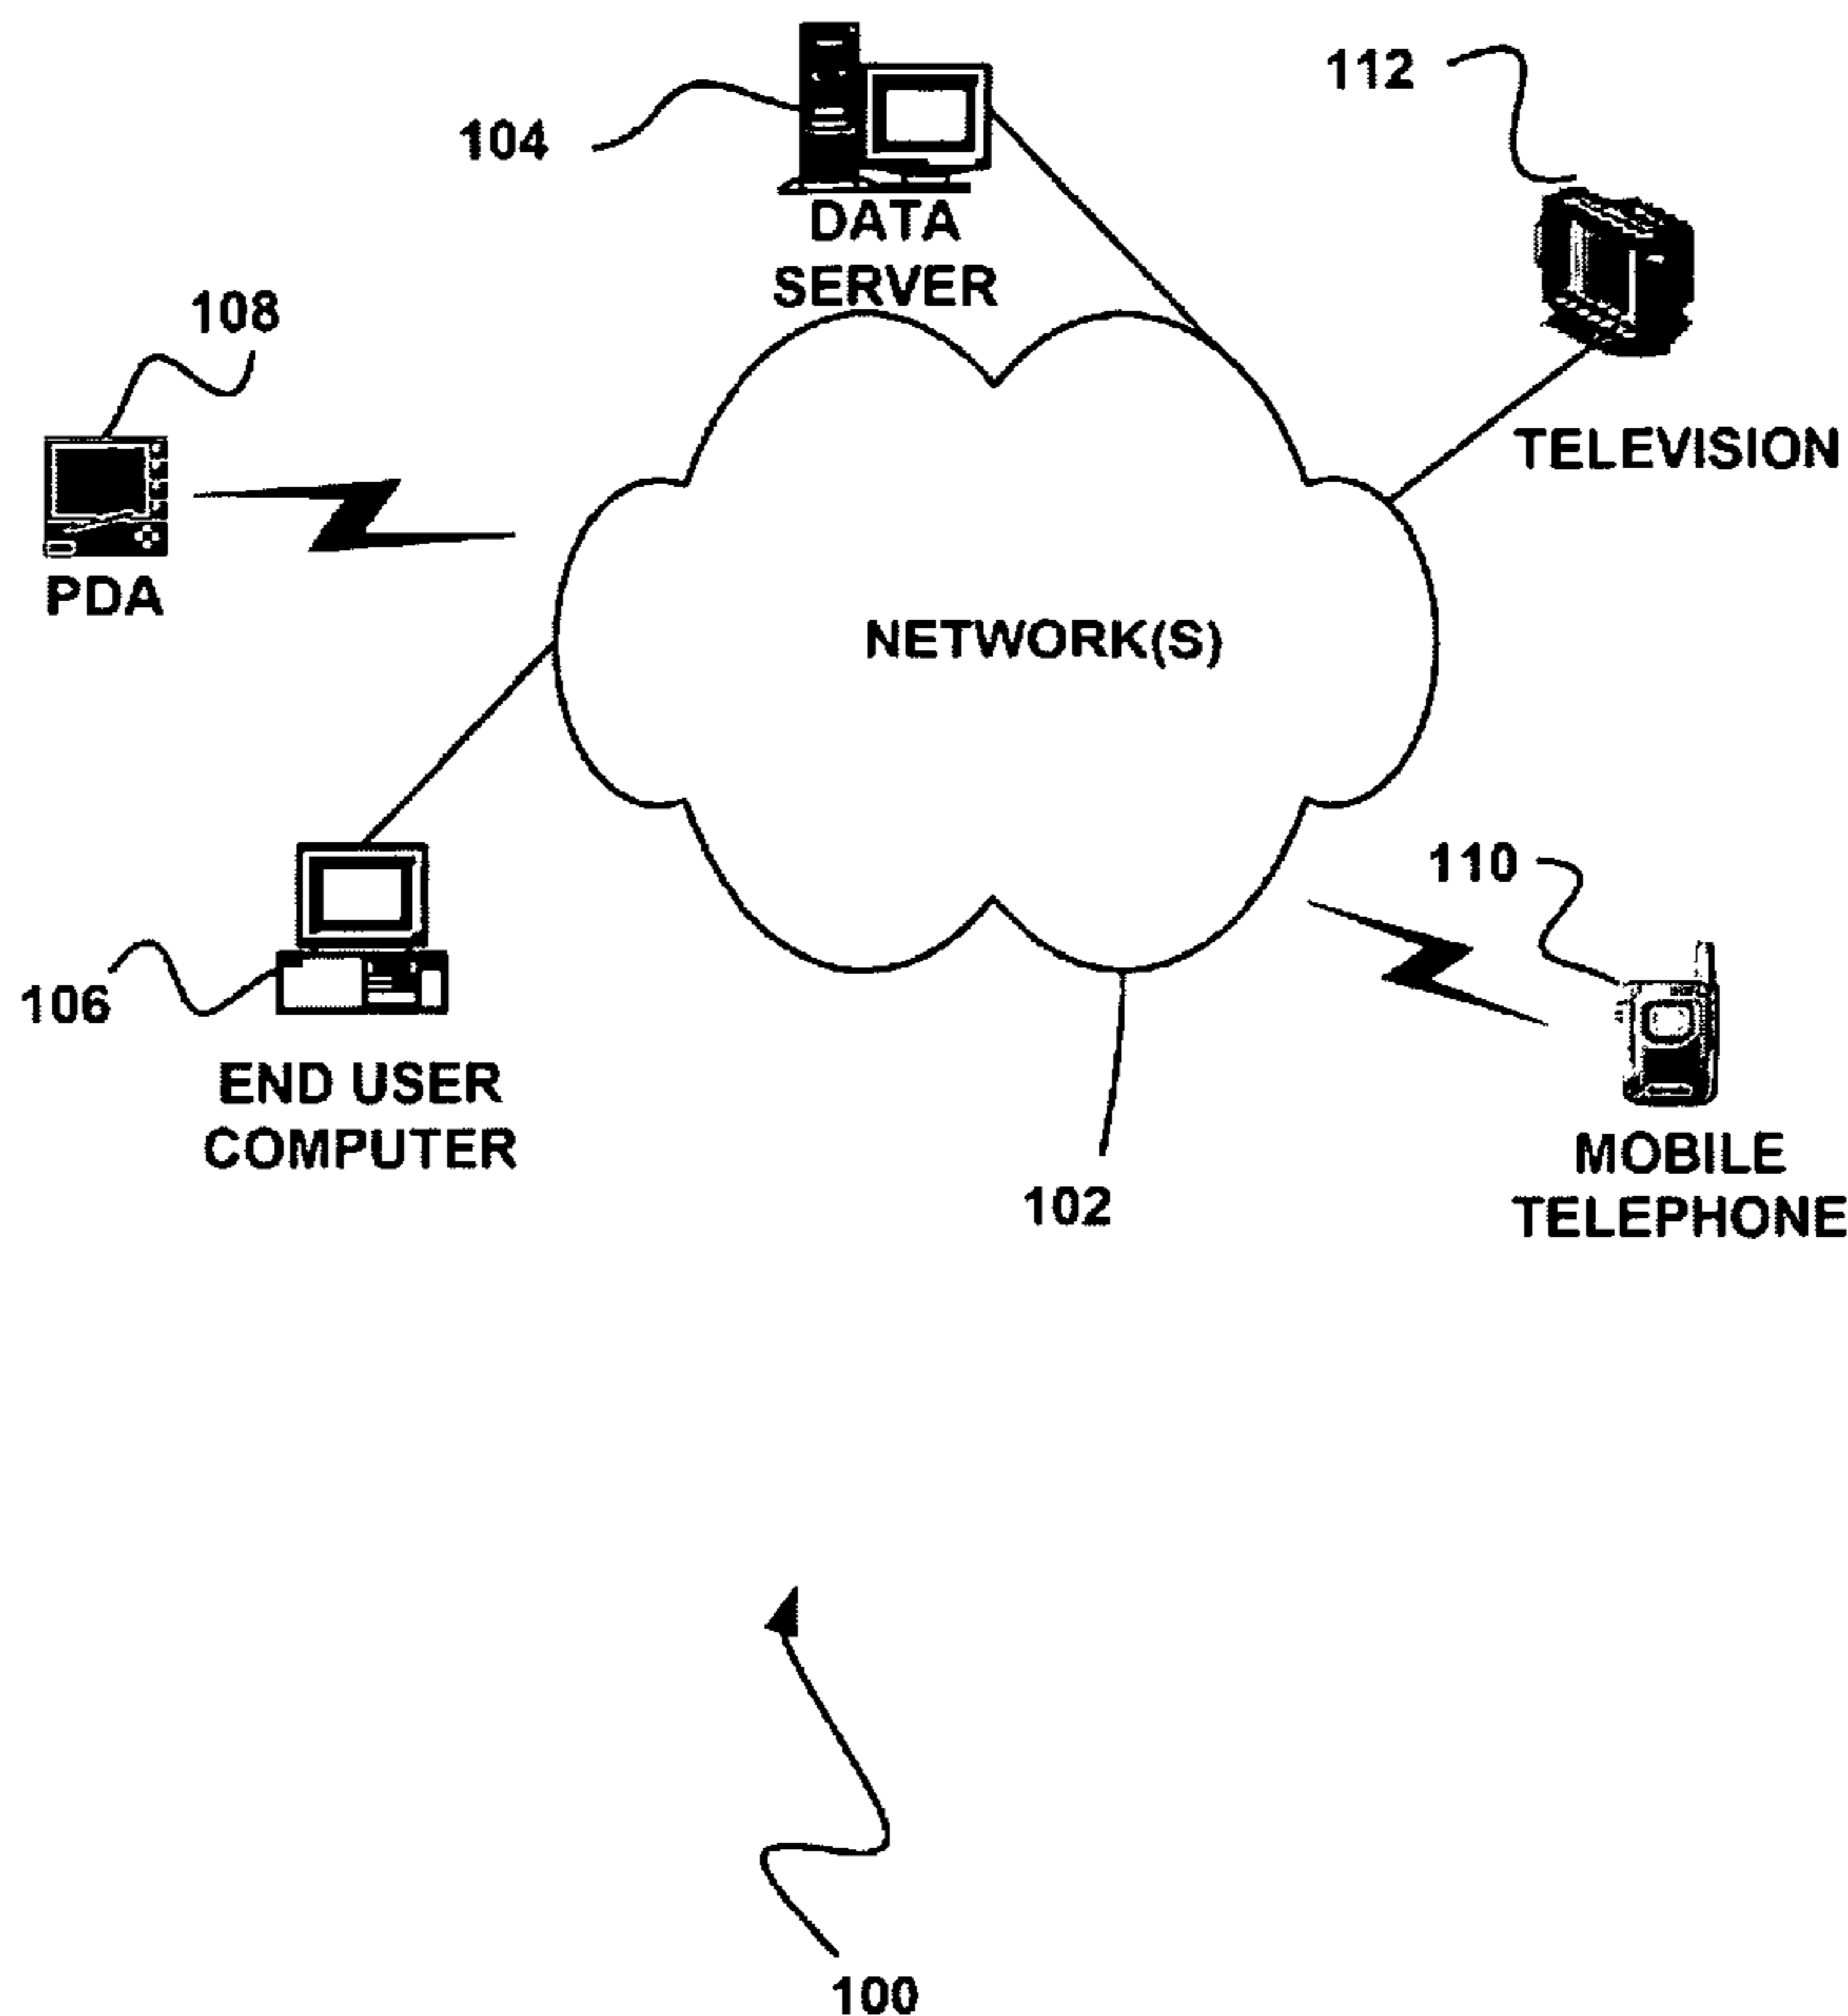 112
104
DATA
SERVER
108
TELEVISION
PDA
NETWORK(S)
110
106
END USER
COMPUTER
MOBILE
TELEPHONE
102
100